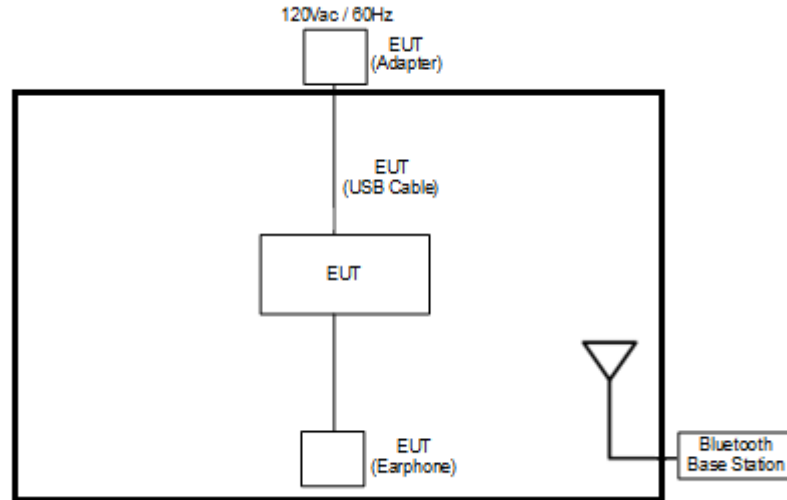 120Vac / 60Hz
EUT
(Adapter)
EUT
(USB Cable)
EUT
EUT
(Earphone)
Bluetooth
Base Station